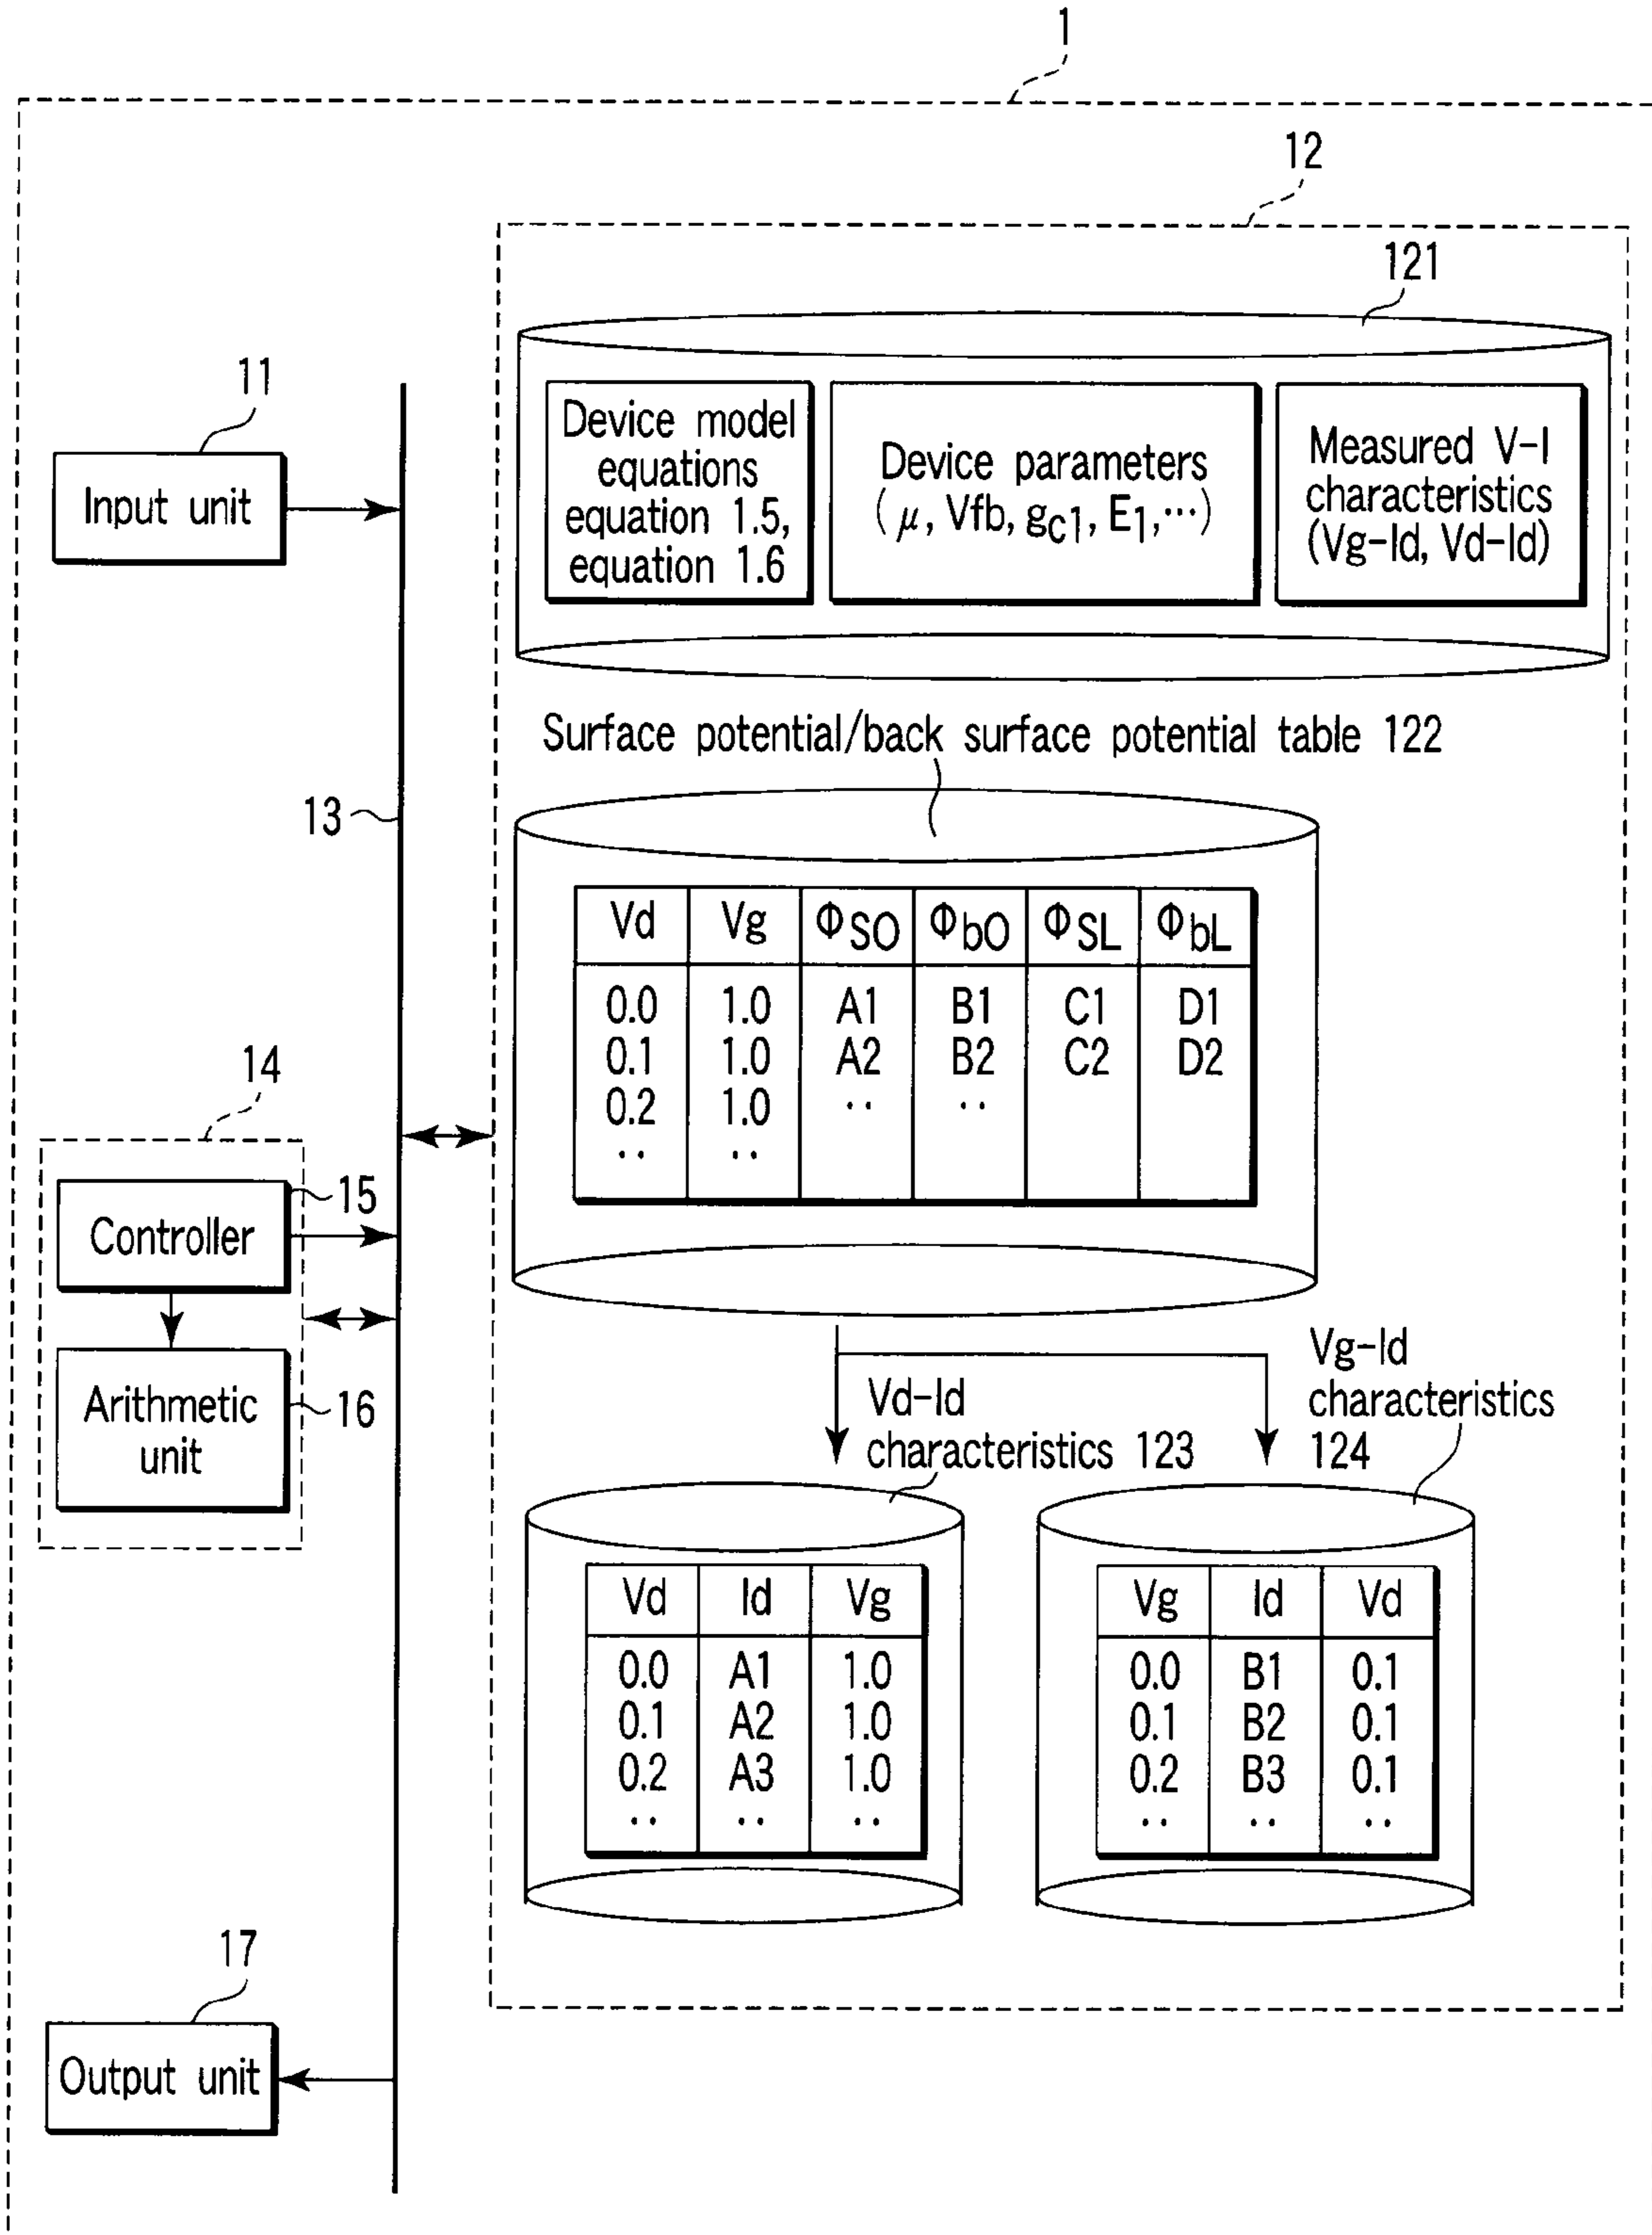 1
12
121
11
Input unit
Device model
equations
equation 1.5,
equation 1.6
Device parameters
(μ, Vfb, gc1, E1,···)
Measured V-I
characteristics
(Vg-Id, Vd-Id)
Surface potential/back surface potential table 122
13
Vd Vg ΦSO ΦbO ΦSL ΦbL
0.0 1.0 A1 B1 C1 D1
0.1 1.0 A2 B2 C2 D2
0.2 1.0 ·· ··
·· ··
14
Controller
15
Arithmetic
unit
16
Vd-Id
characteristics 123
Vg-Id
characteristics
124
Vd Id Vg
0.0 A1 1.0
0.1 A2 1.0
0.2 A3 1.0
·· ·· ··
Vg Id Vd
0.0 B1 0.1
0.1 B2 0.1
0.2 B3 0.1
·· ·· ··
17
Output unit